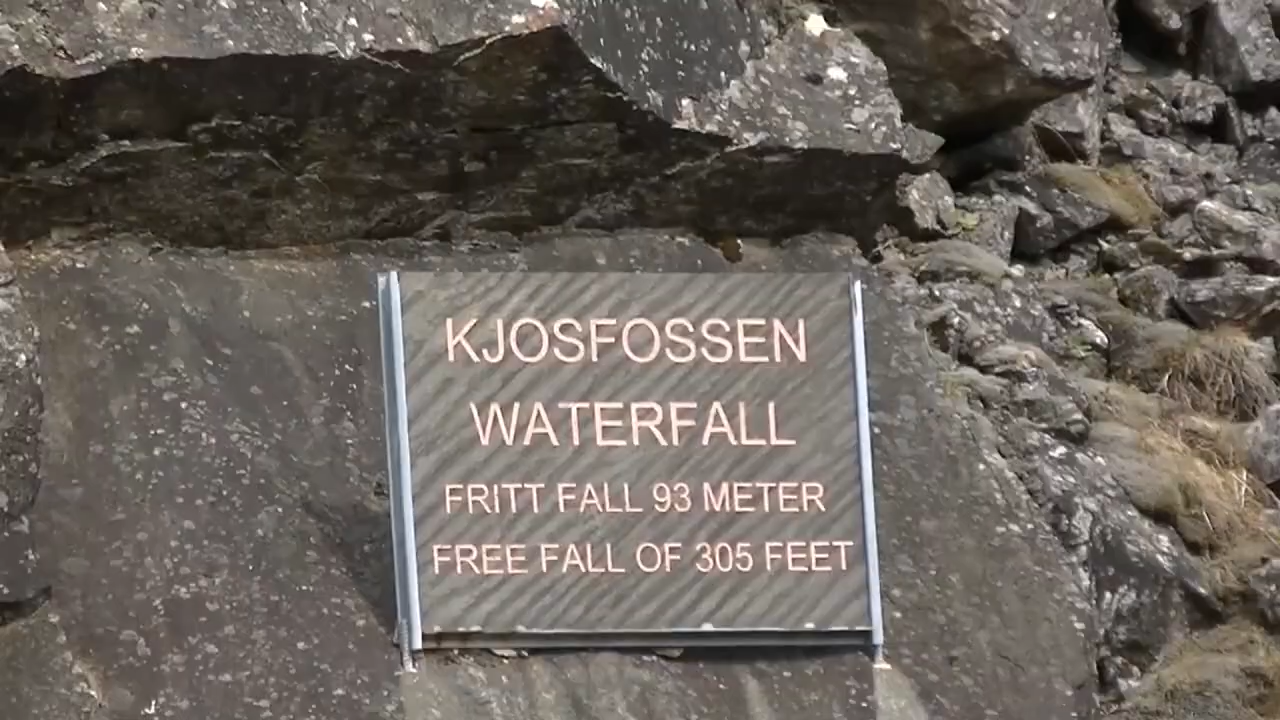 KJOSFOSSEN
WATERFALL
FRITT FALL 93 METER
FREE FALL OF 305 FEET